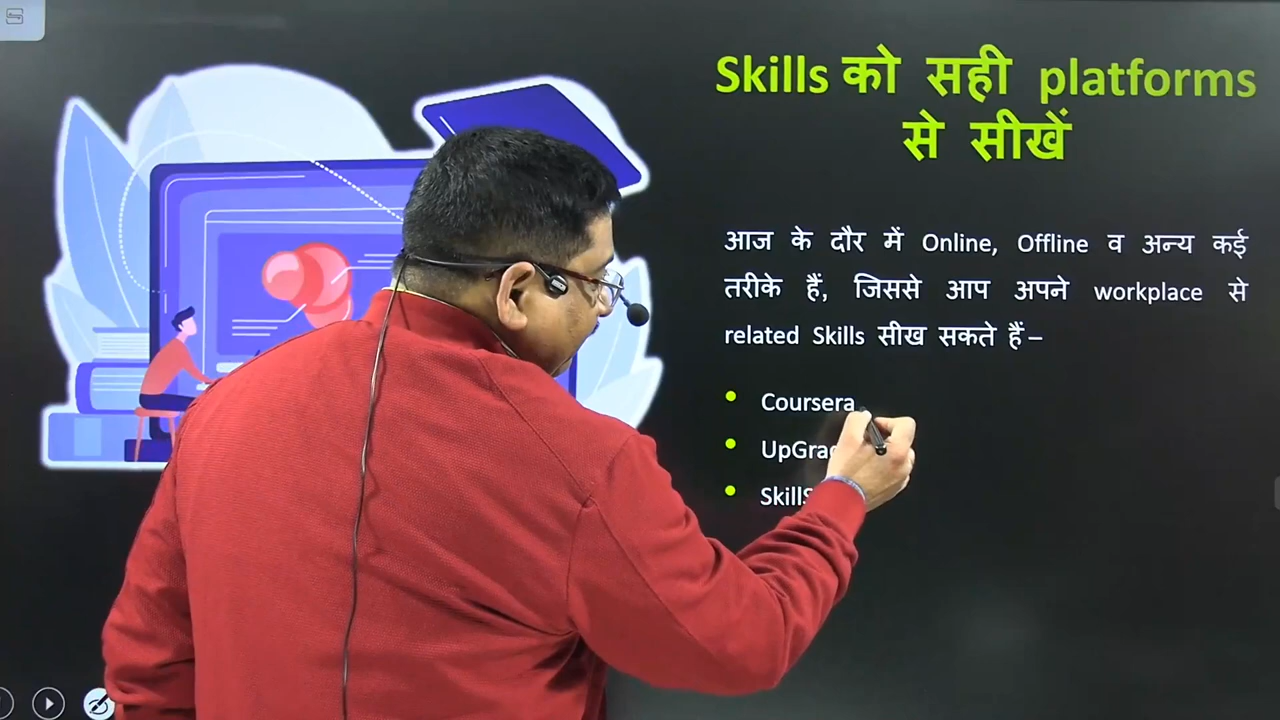 Skills को सही platforms
से सीखें
आज के दौर में Online, Offline व अन्य कई
तरीके हैं, जिससे आप अपने workplace से
related Skills सीख सकते हैं –
Coursera